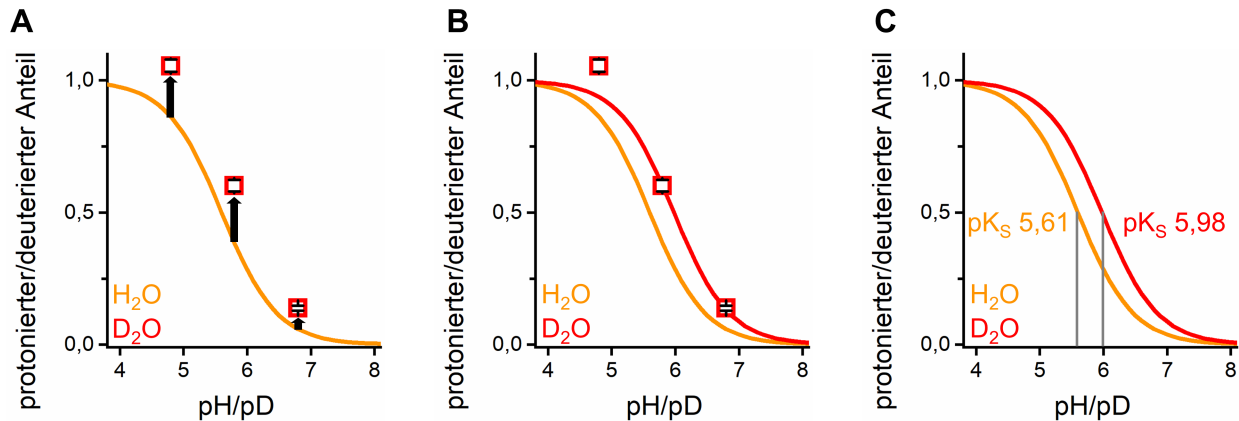 A
protonierter/deuterierter Anteil
1,0
0,5
0,0
H₂O
D₂O
4 5 6 7 8
pH/pD
B
protonierter/deuterierter Anteil
1,0
0,5
0,0
H₂O
D₂O
4 5 6 7 8
pH/pD
C
protonierter/deuterierter Anteil
1,0
0,5
0,0
pKS 5,61
pKS 5,98
H₂O
D₂O
4 5 6 7 8
pH/pD